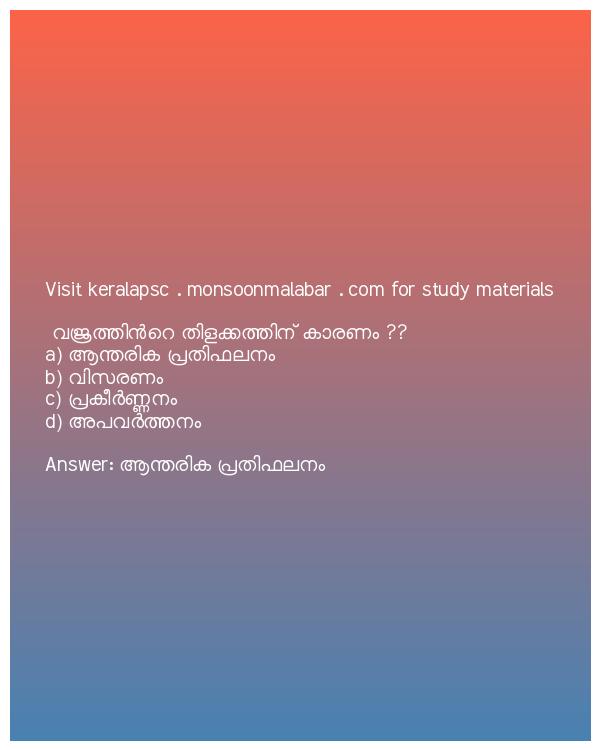 Visit keralapsc . monsoonmalabar . com for study materials
വജ്രത്തിൻറെ തിളക്കത്തിന് കാരണം ??
a) ആന്തരിക പ്രതിഫലനം
b) വിസരണം
c) പ്രകീർണ്ണനം
d) അപവർത്തനം
Answer: ആന്തരിക പ്രതിഫലനം